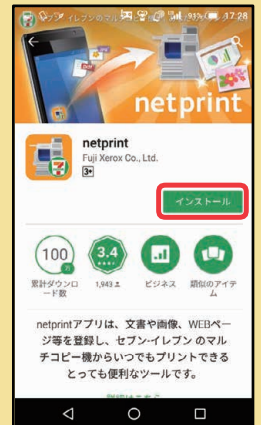 17:28
netprint
netprint
Fuji Xerox Co., Ltd.
3+
インストール
100
万
3.4
累計ダウンロ
ード数
1,943
ビジネス
類似のアイテ
ム
netprintアプリは、文書や画像、WEBペー
ジ等を登録し、セブン-イレブン のマル
チコピー機からいつでもプリントできる
とっても便利なツールです。